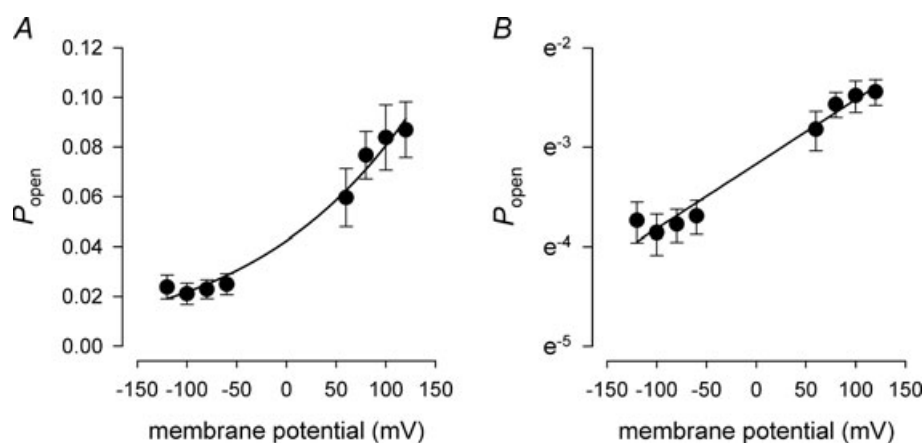 A
P open
0.12
0.10
0.08
0.06
0.04
0.02
0.00
-150 -100 -50 0 50 100 150
membrane potential (mV)
B
P open
e-2
e-3
e-4
e-5
-150 -100 -50 0 50 100 150
membrane potential (mV)